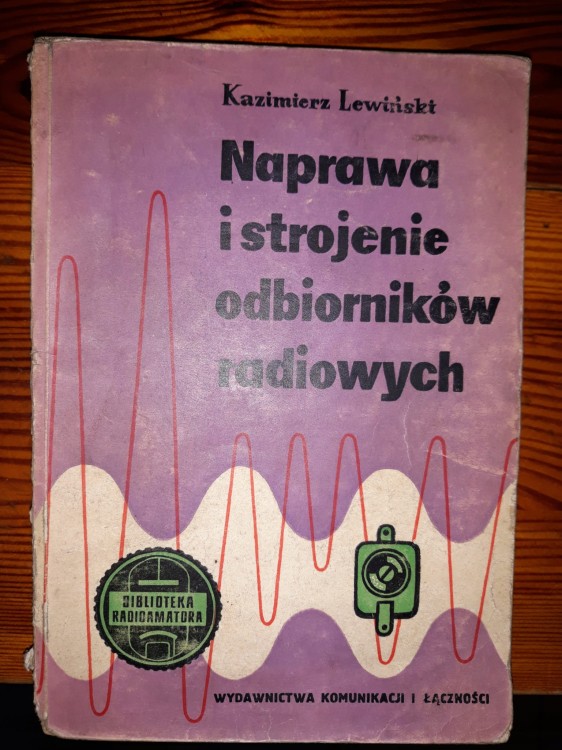 Kazimierz Lewiński
Naprawa
i strojenie
odbiorników
radiowych
BIBLIOTEKA
RADIOAMATORA
WYDAWNICTWA KOMUNIKACJI I ŁĄCZNOŚCI